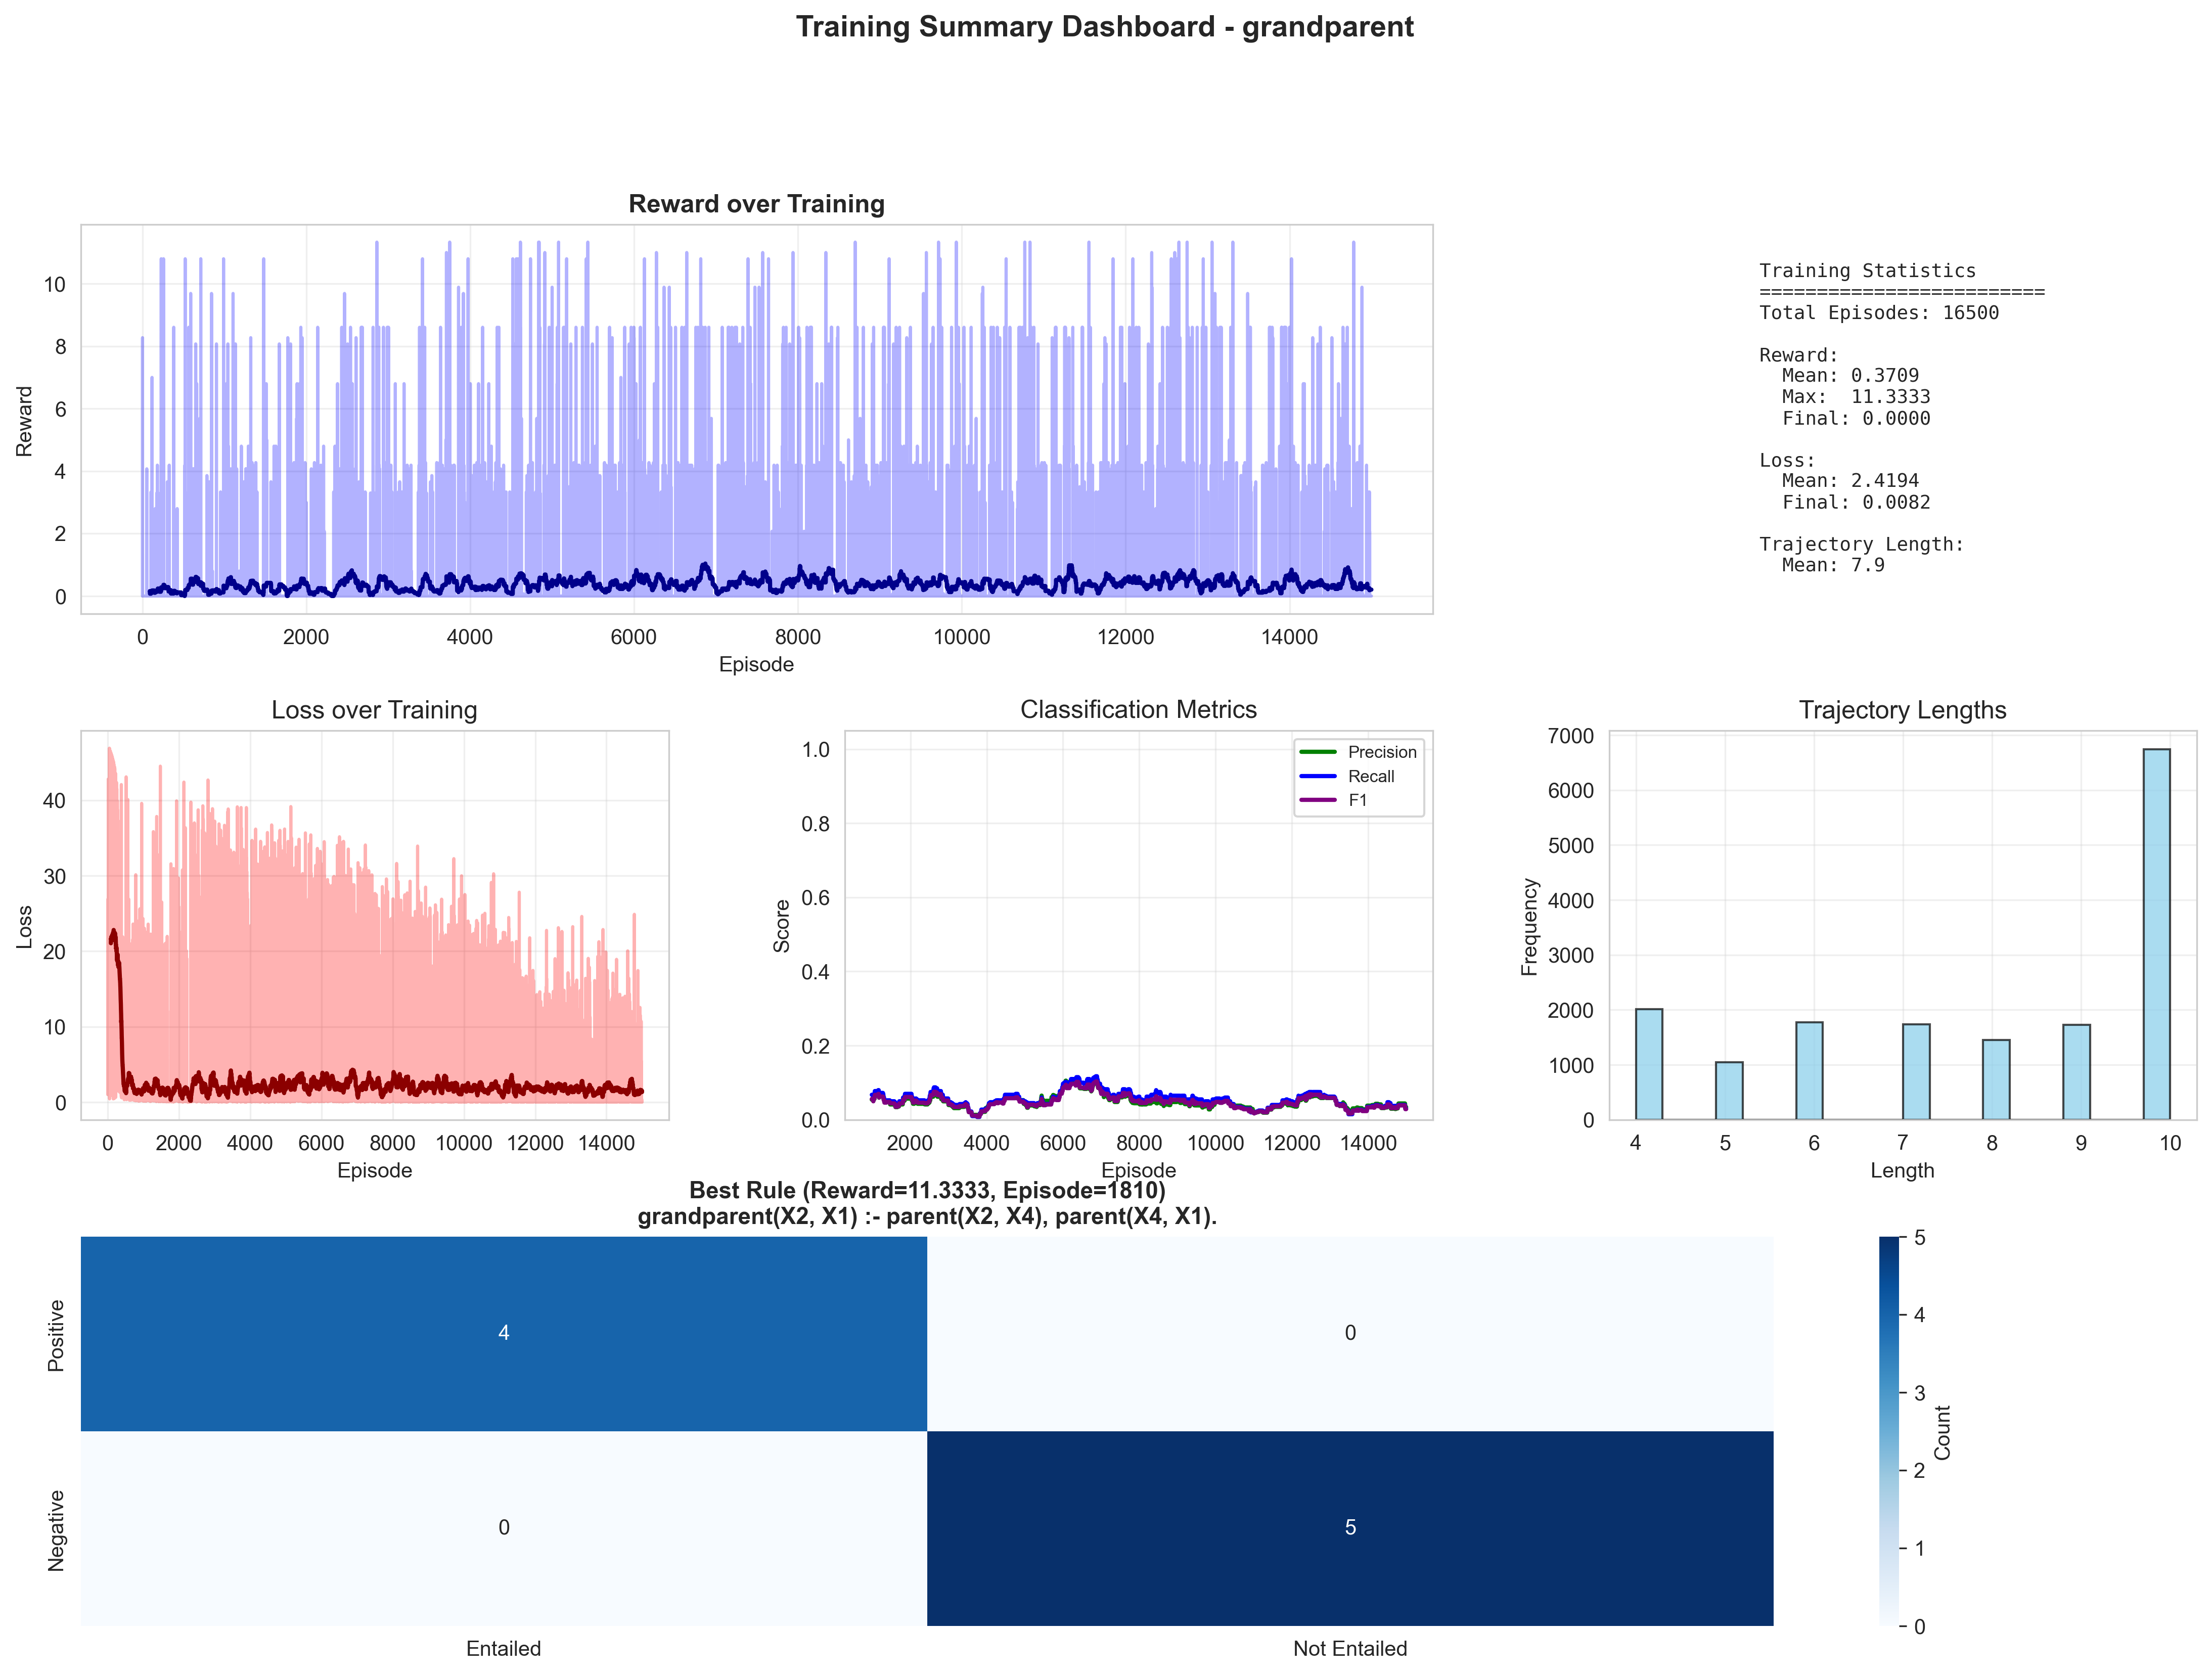 Training Summary Dashboard - grandparent
Reward over Training
Reward
10
8
6
4
2
0
0 2000 4000 6000 8000 10000 12000 14000
Episode
Training Statistics
=========================
Total Episodes: 16500
Reward:
Mean: 0.3709
Max: 11.3333
Final: 0.0000
Loss:
Mean: 2.4194
Final: 0.0082
Trajectory Length:
Mean: 7.9
Loss over Training
Loss
40
30
20
10
0
0 2000 4000 6000 8000 10000 12000 14000
Episode
Classification Metrics
Score
1.0
0.8
0.6
0.4
0.2
0.0
Precision
Recall
F1
2000 4000 6000 8000 10000 12000 14000
Episode
Trajectory Lengths
Frequency
7000
6000
5000
4000
3000
2000
1000
0
4 5 6 7 8 9 10
Length
Best Rule (Reward=11.3333, Episode=1810)
grandparent(X2, X1) :- parent(X2, X4), parent(X4, X1).
Positive
4 0
Negative
0 5
Entailed Not Entailed
5
4
3
2
1
0
Count